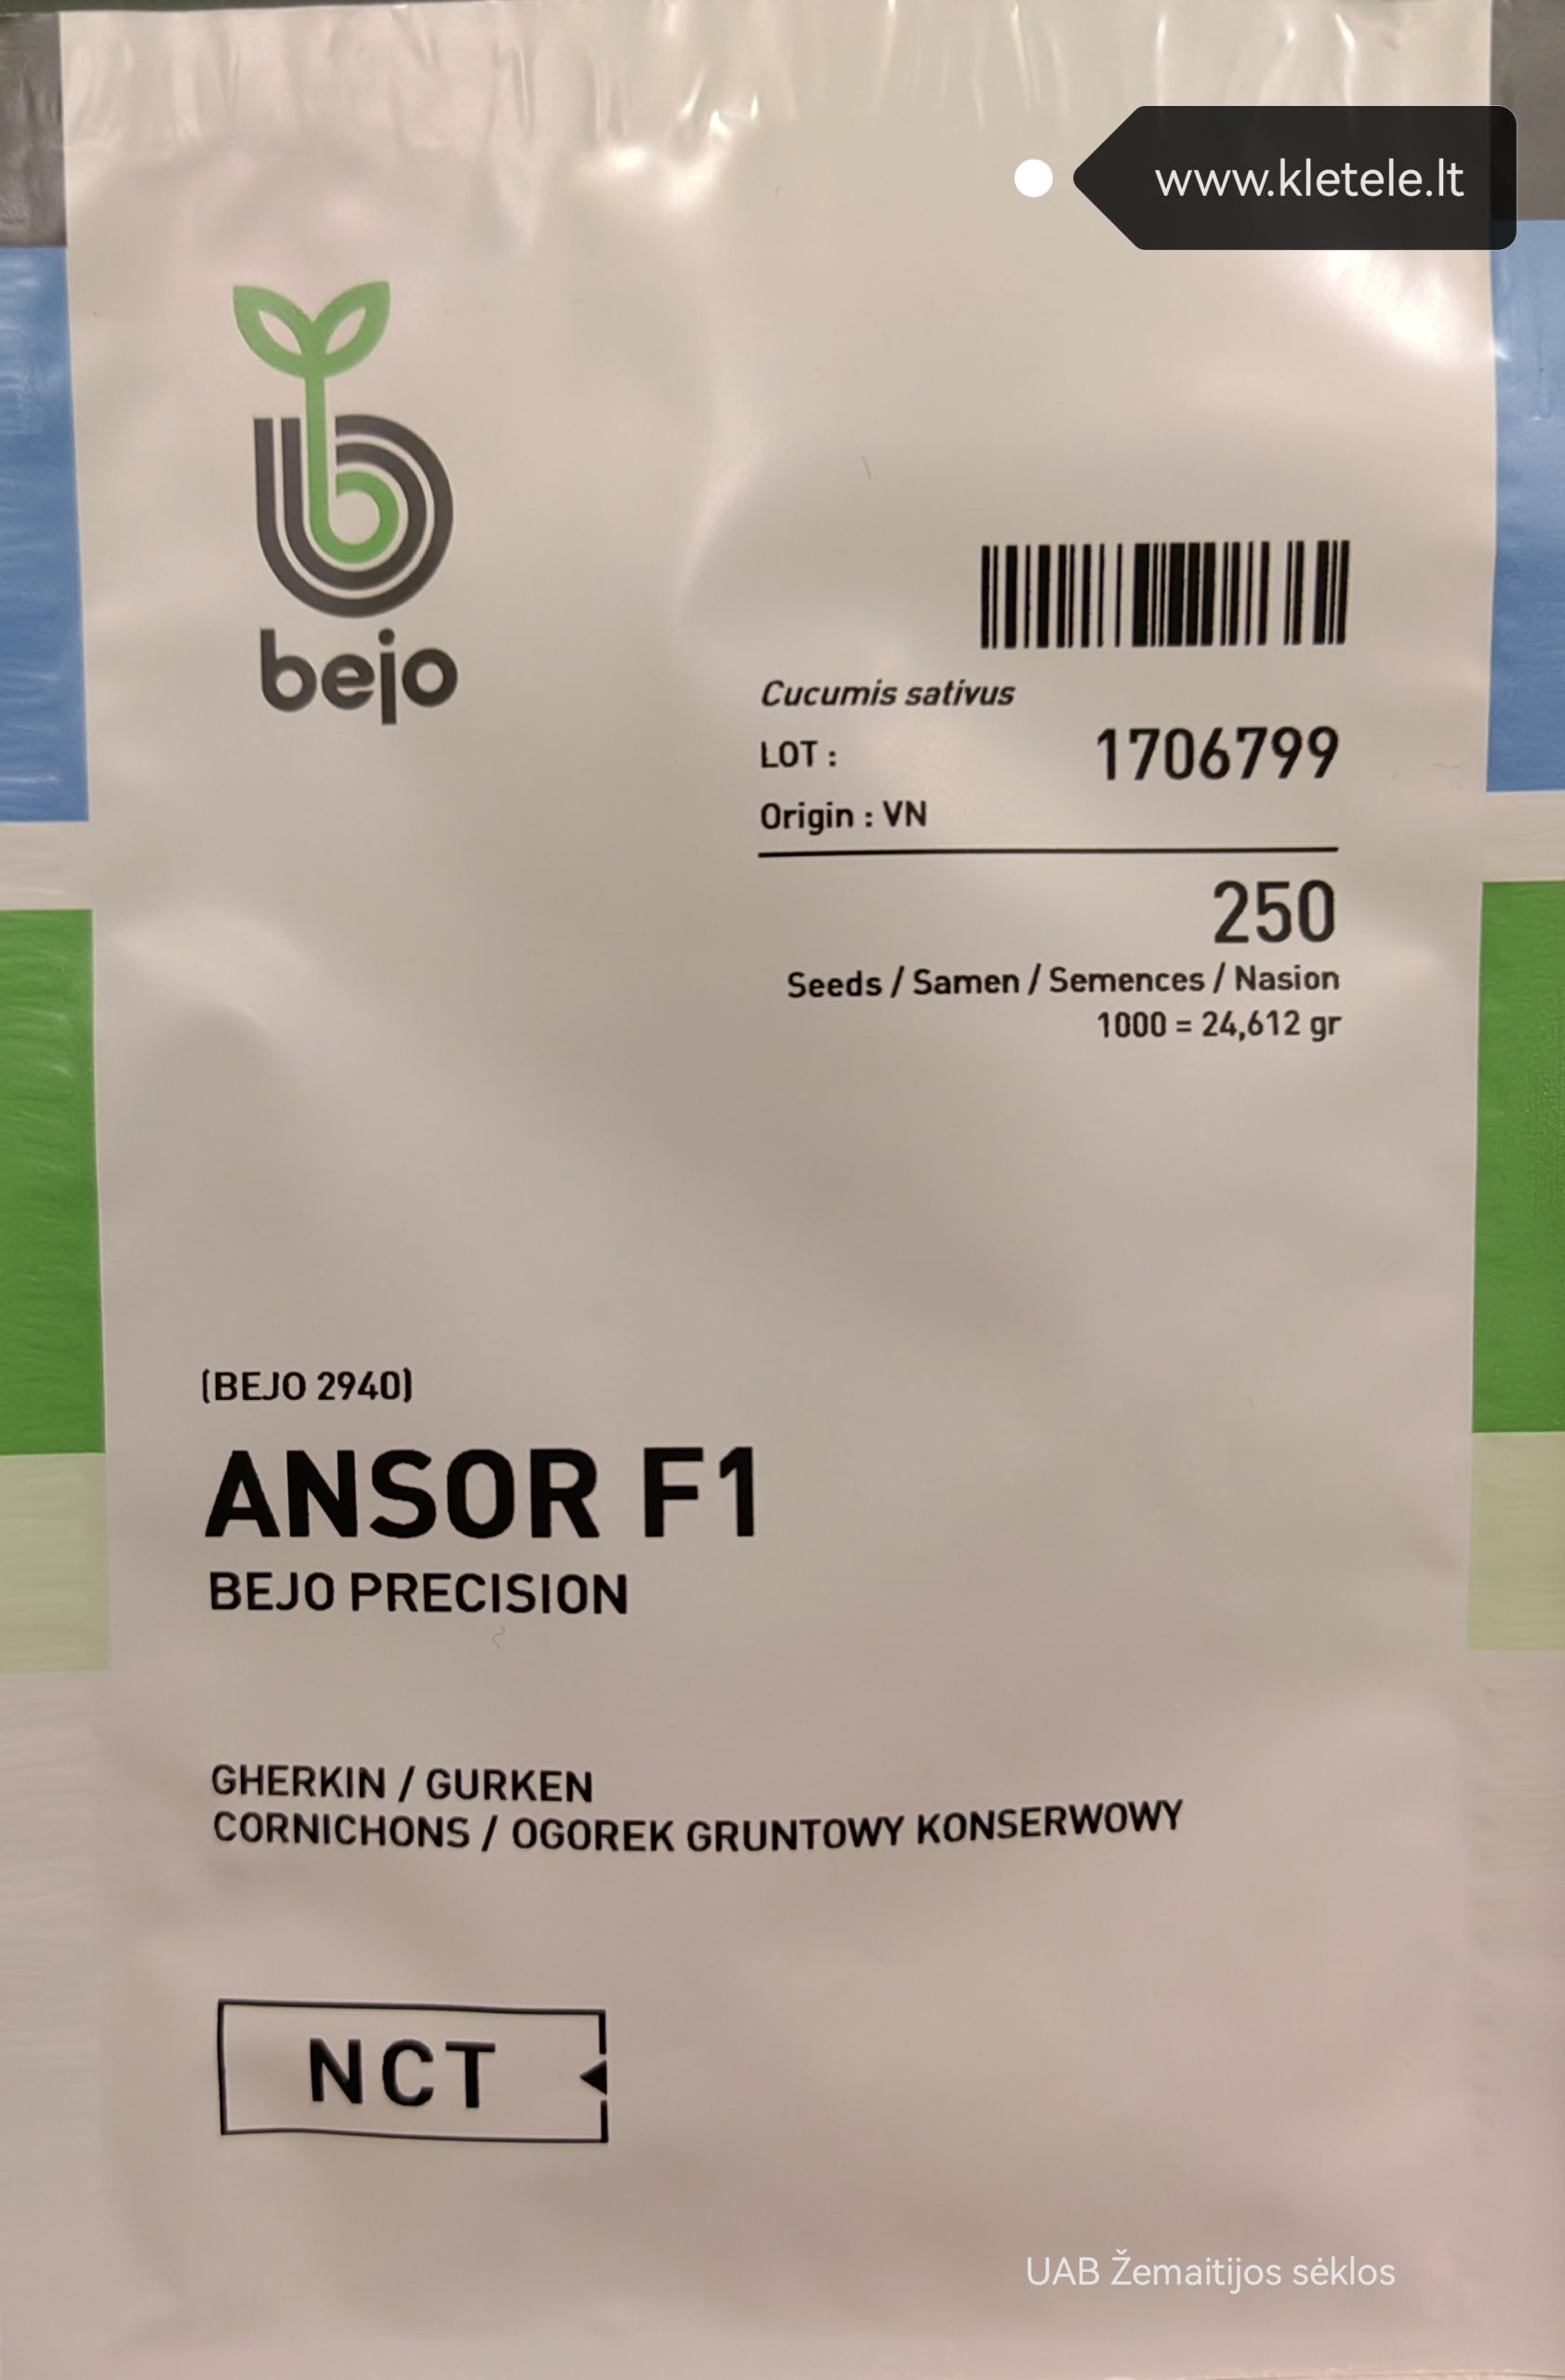 www.kletele.lt
bejo
Cucumis sativus
LOT : 1706799
Origin : VN
250
Seeds / Samen / Semences / Nasion
1000 = 24,612 gr
(BEJO 2940)
ANSOR F1
BEJO PRECISION
GHERKIN / GURKEN
CORNICHONS / OGOREK GRUNTOWY KONSERWOWY
NCT
UAB Žemaitijos sėklos